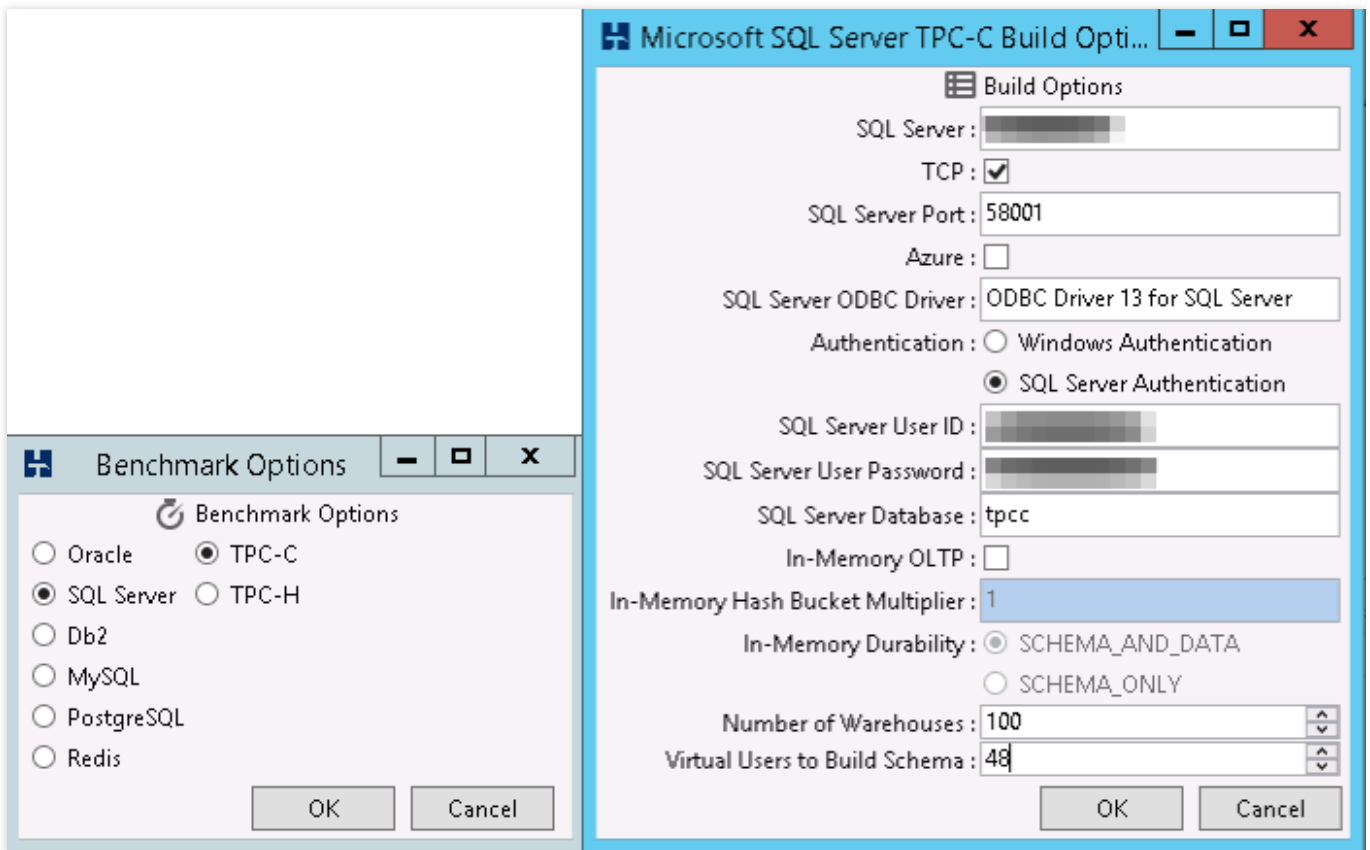 Microsoft SQL Server TPC-C Build Opti...
Build Options
SQL Server :
TCP :
SQL Server Port : 58001
Azure :
SQL Server ODBC Driver : ODBC Driver 13 for SQL Server
Authentication : Windows Authentication
SQL Server Authentication
SQL Server User ID :
SQL Server User Password :
SQL Server Database : tpcc
In-Memory OLTP :
In-Memory Hash Bucket Multiplier : 1
In-Memory Durability : SCHEMA_AND_DATA
SCHEMA_ONLY
Number of Warehouses : 100
Virtual Users to Build Schema : 48
OK Cancel
Benchmark Options
Benchmark Options
Oracle TPC-C
SQL Server TPC-H
Db2
MySQL
PostgreSQL
Redis
OK Cancel